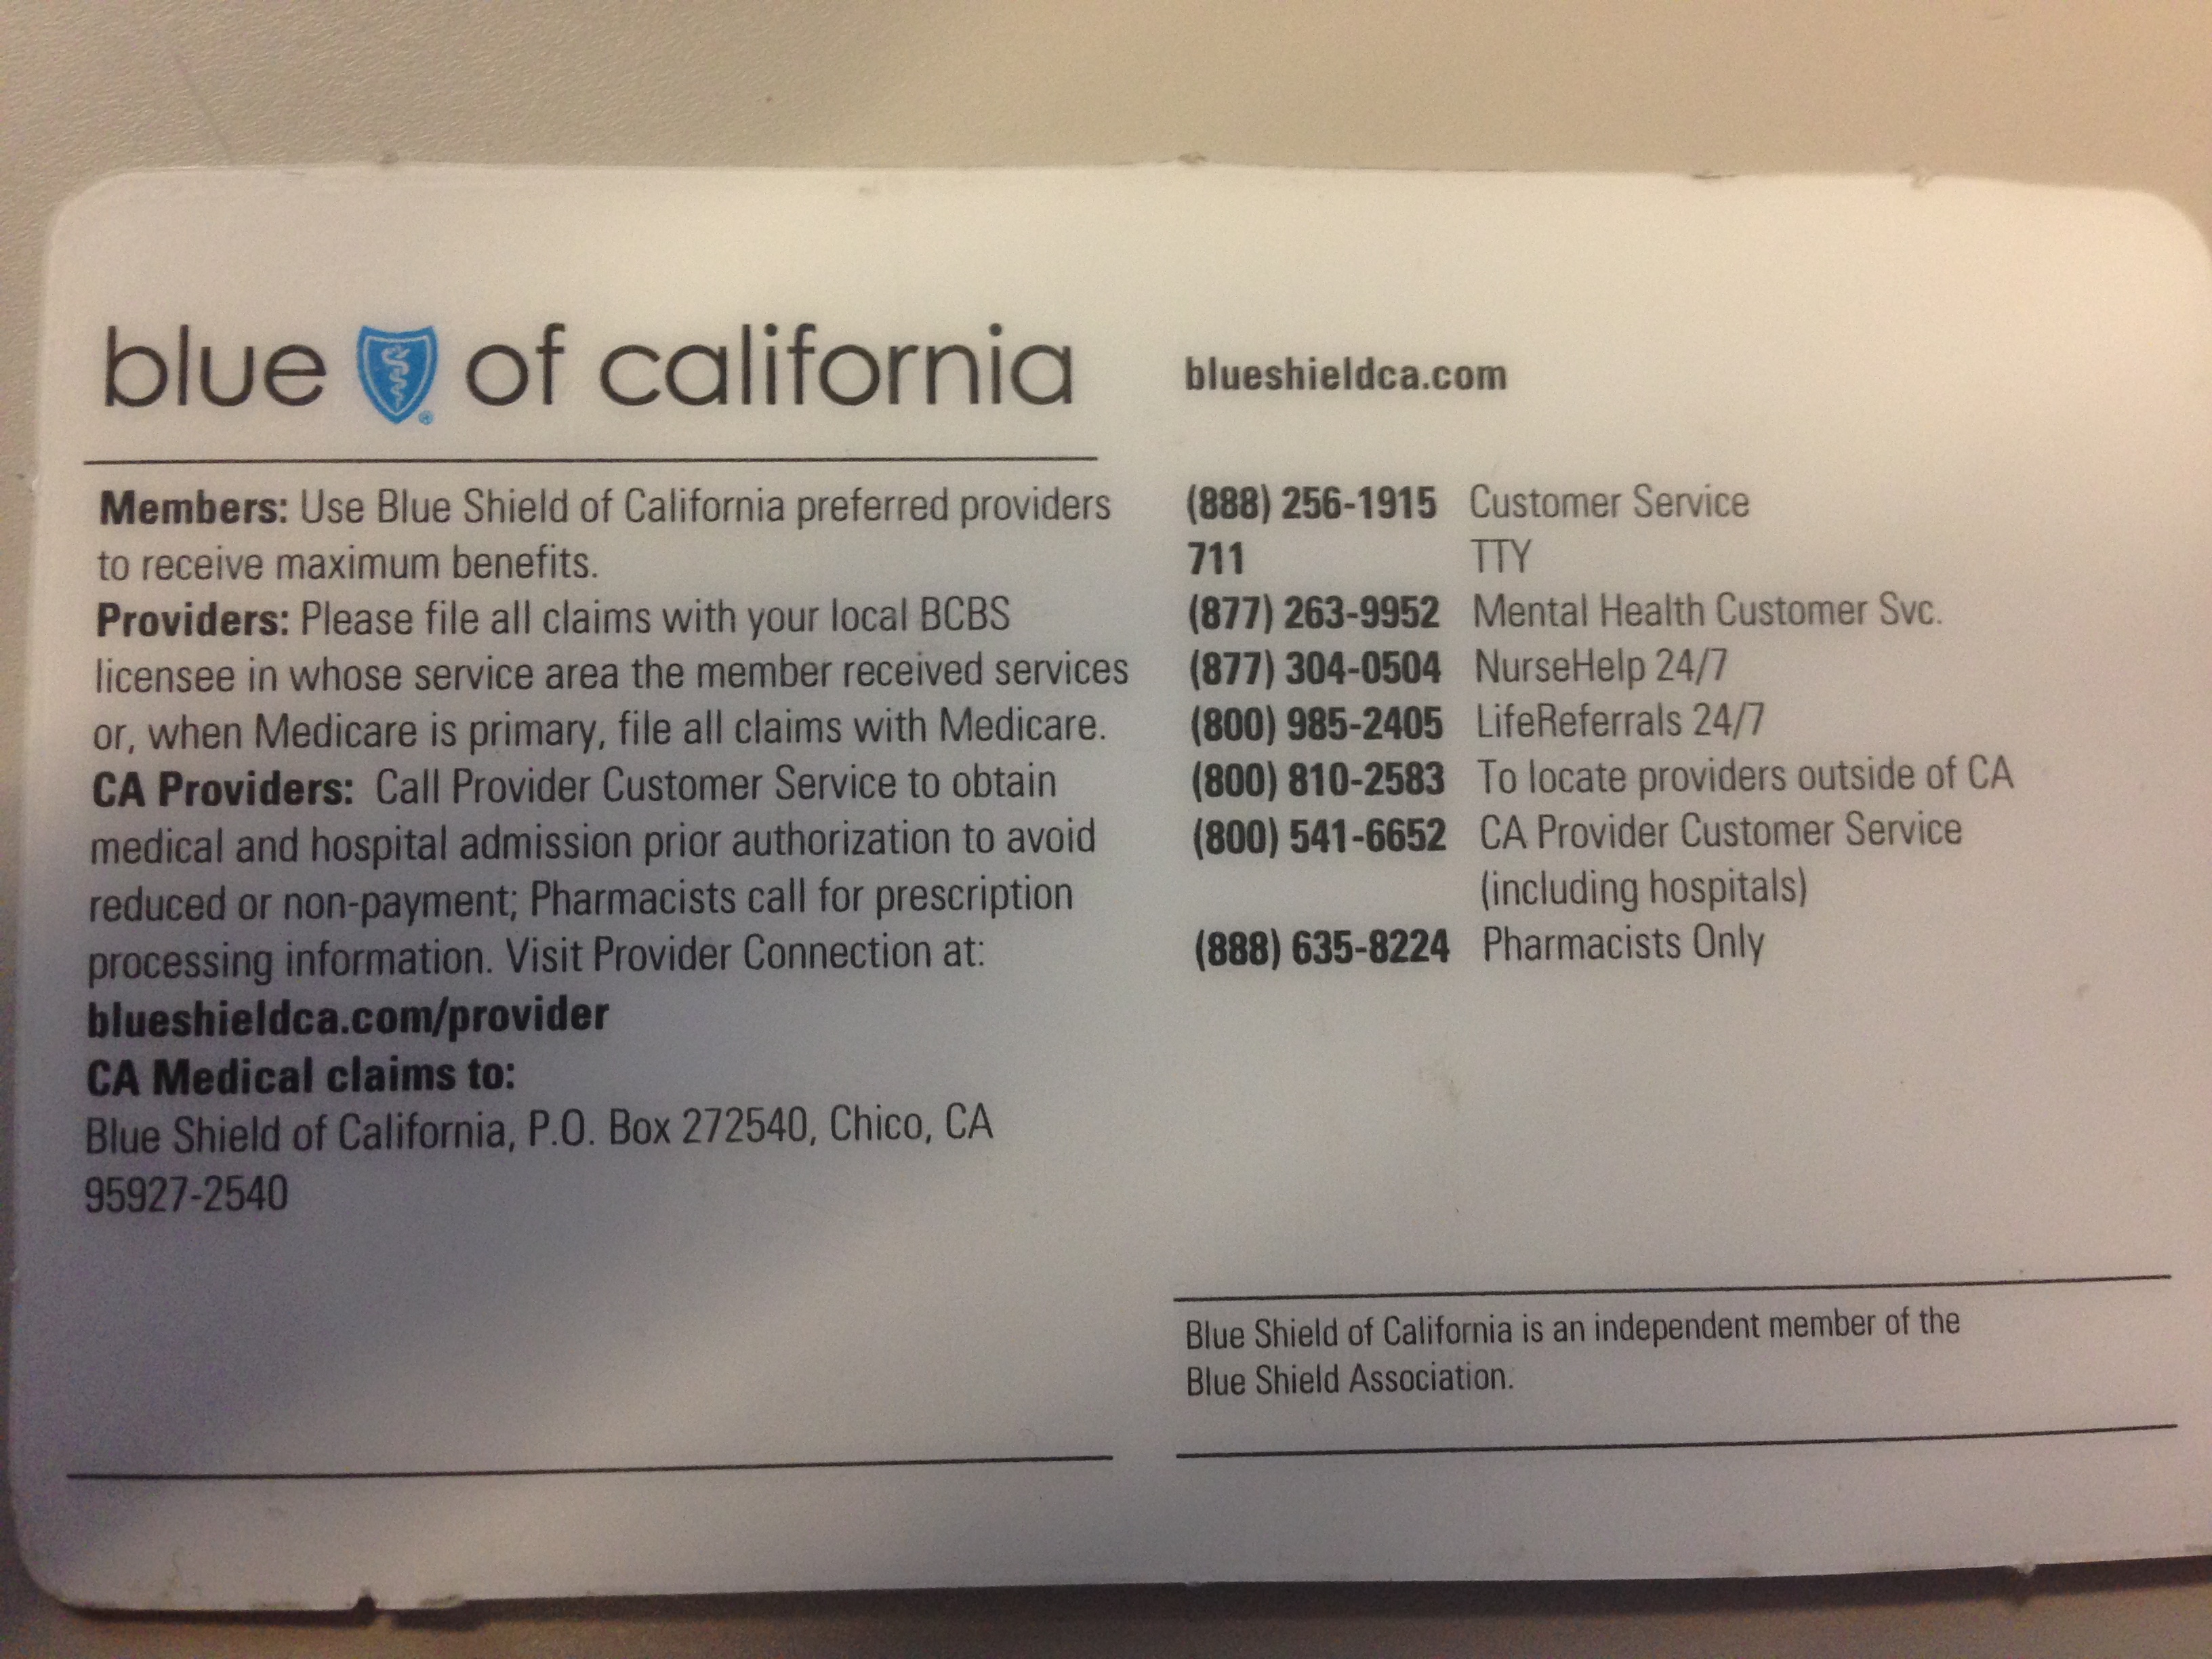 blue of california
Members: Use Blue Shield of California preferred providers
to receive maximum benefits.
Providers: Please file all claims with your local BCBS
licensee in whose service area the member received services
or, when Medicare is primary, file all claims with Medicare.
CA Providers: Call Provider Customer Service to obtain
medical and hospital admission prior authorization to avoid
reduced or non-payment; Pharmacists call for prescription
processing information. Visit Provider Connection at:
blueshieldca.com/provider
CA Medical claims to:
Blue Shield of California, P.O. Box 272540, Chico, CA
95927-2540
blueshieldca.com
(888) 256-1915 Customer Service
711 TTY
(877) 263-9952 Mental Health Customer Svc.
(877) 304-0504 NurseHelp 24/7
(800) 985-2405 LifeReferrals 24/7
(800) 810-2583 To locate providers outside of CA
(800) 541-6652 CA Provider Customer Service
(including hospitals)
(888) 635-8224 Pharmacists Only
Blue Shield of California is an independent member of the
Blue Shield Association.